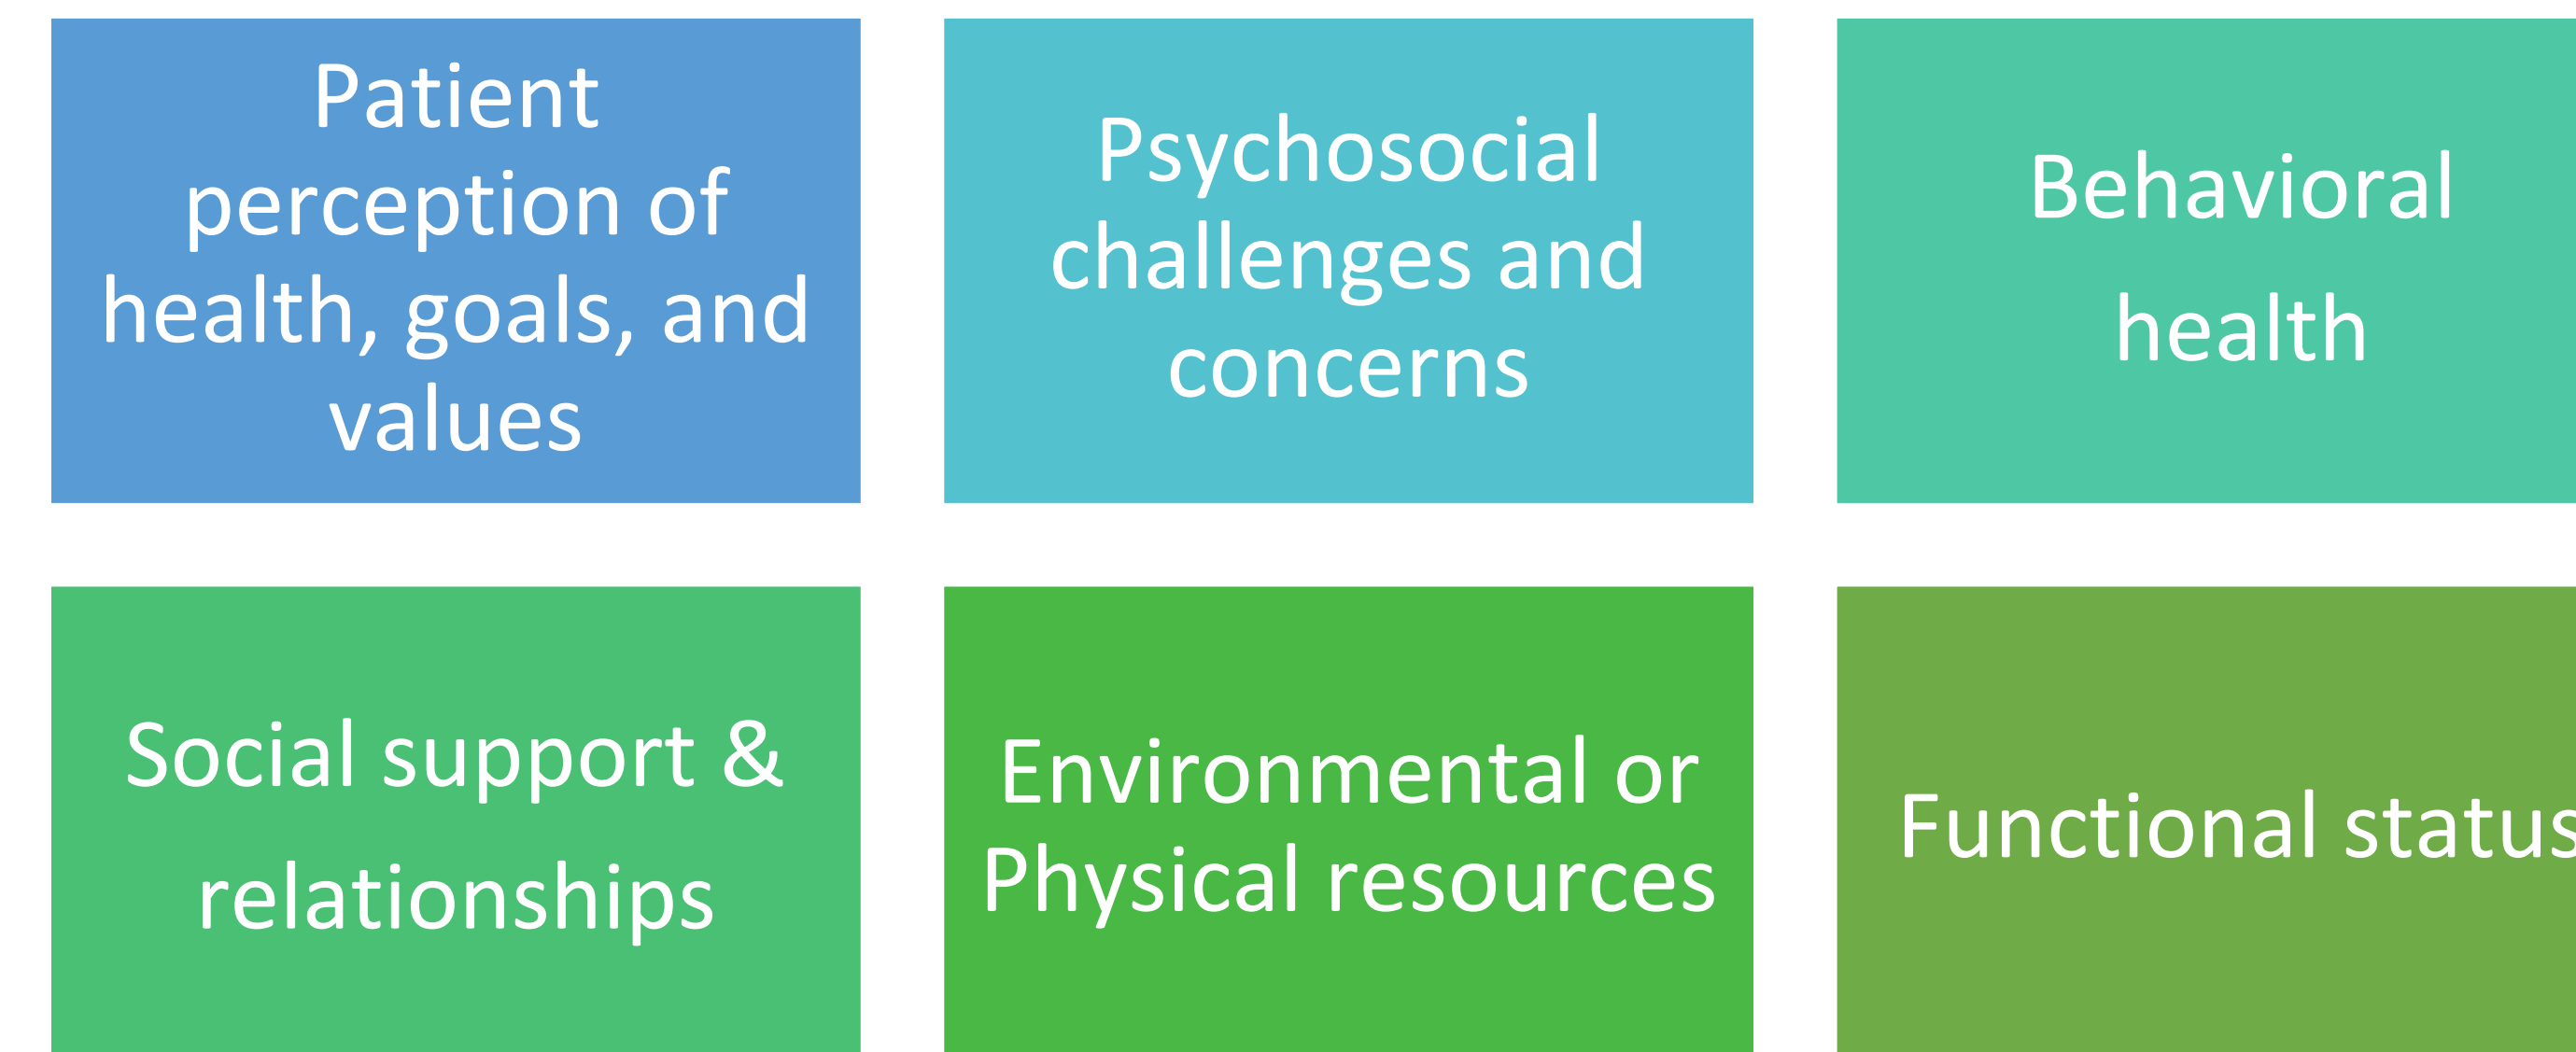 Patient
perception of
health, goals, and
values
Psychosocial
challenges and
concerns
Behavioral
health
Social support &
relationships
Environmental or
Physical resources
Functional status